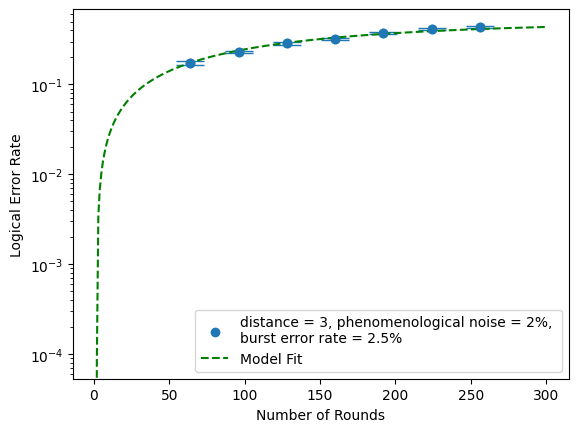 Logical Error Rate
10⁻¹
10⁻²
10⁻³
10⁻⁴
distance = 3, phenomenological noise = 2%,
burst error rate = 2.5%
Model Fit
0 50 100 150 200 250 300
Number of Rounds